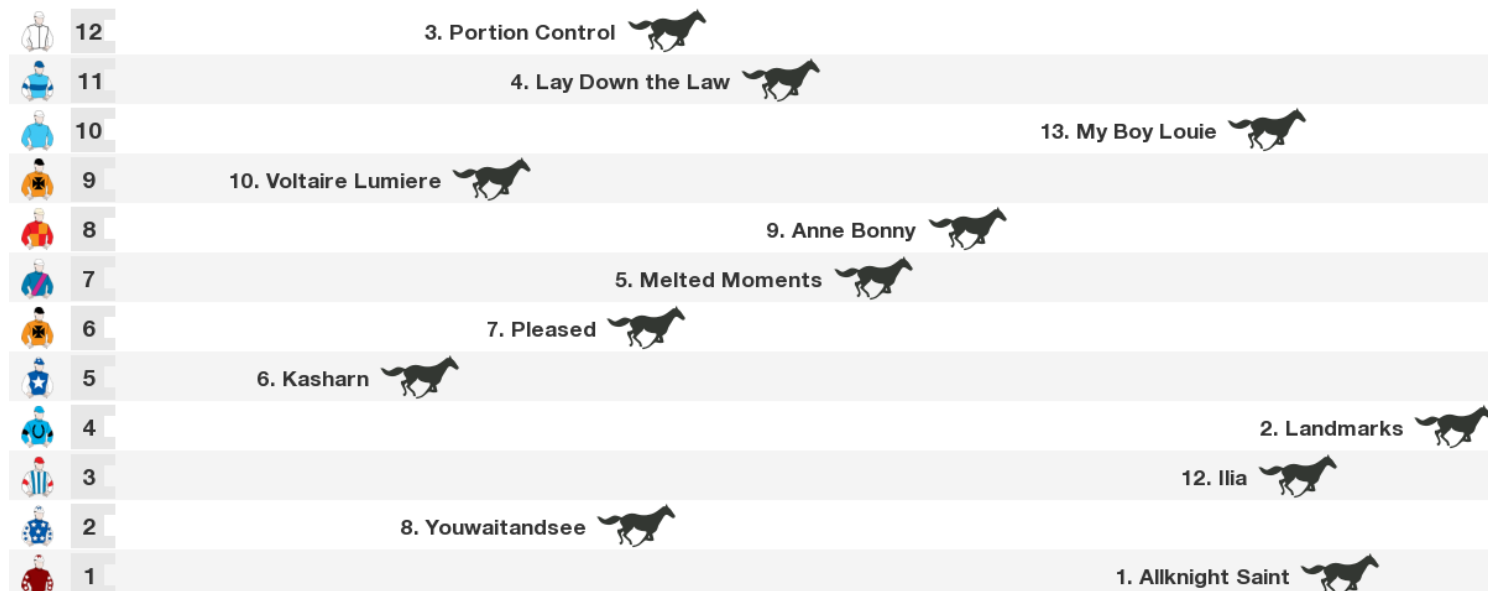 12 3. Portion Control
11 4. Lay Down the Law
10 13. My Boy Louie
9 10. Voltaire Lumiere
8 9. Anne Bonny
7 5. Melted Moments
6 7. Pleased
5 6. Kasharn
4 2. Landmarks
3 12. Ilia
2 8. Youwaitandsee
1 1. Allknight Saint